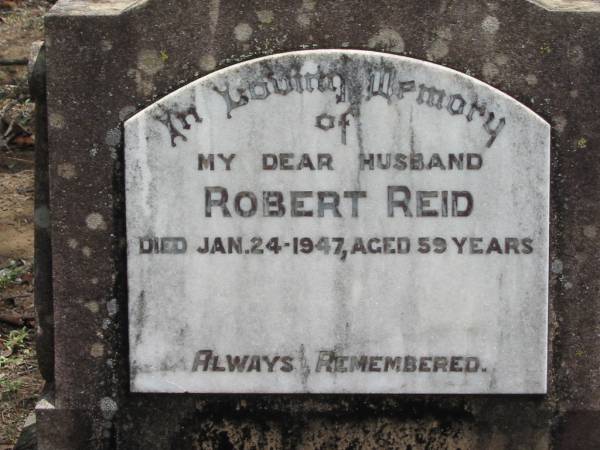 In Loving Memory
of
MY DEAR HUSBAND
ROBERT REID
DIED JAN. 24-1947, AGED 59 YEARS
ALWAYS REMEMBERED.